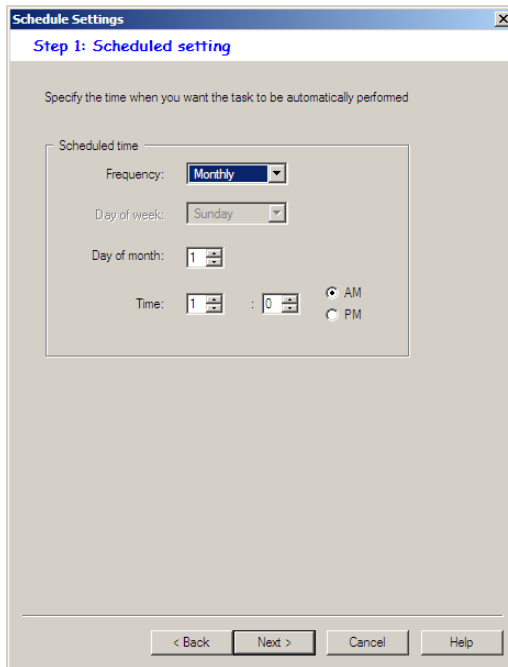 Schedule Settings
Step 1: Scheduled setting
Specify the time when you want the task to be automatically performed
Scheduled time
Frequency: Monthly
Day of week: Sunday
Day of month: 1
Time: 1 : 0 AM
PM
< Back Next > Cancel Help